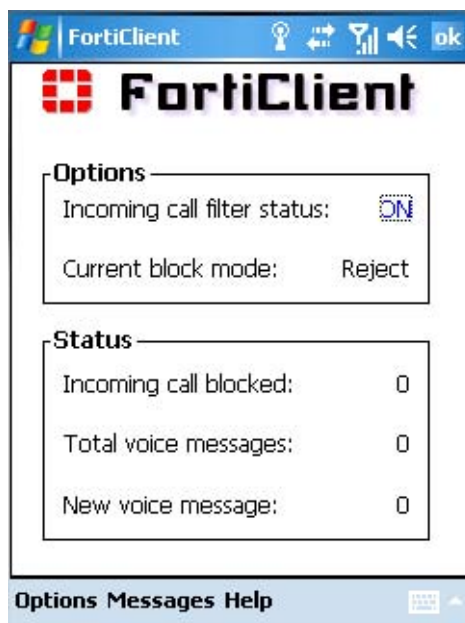 FortiClient ok
FortiClient
Options
Incoming call filter status: ON
Current block mode: Reject
Status
Incoming call blocked: 0
Total voice messages: 0
New voice message: 0
Options Messages Help